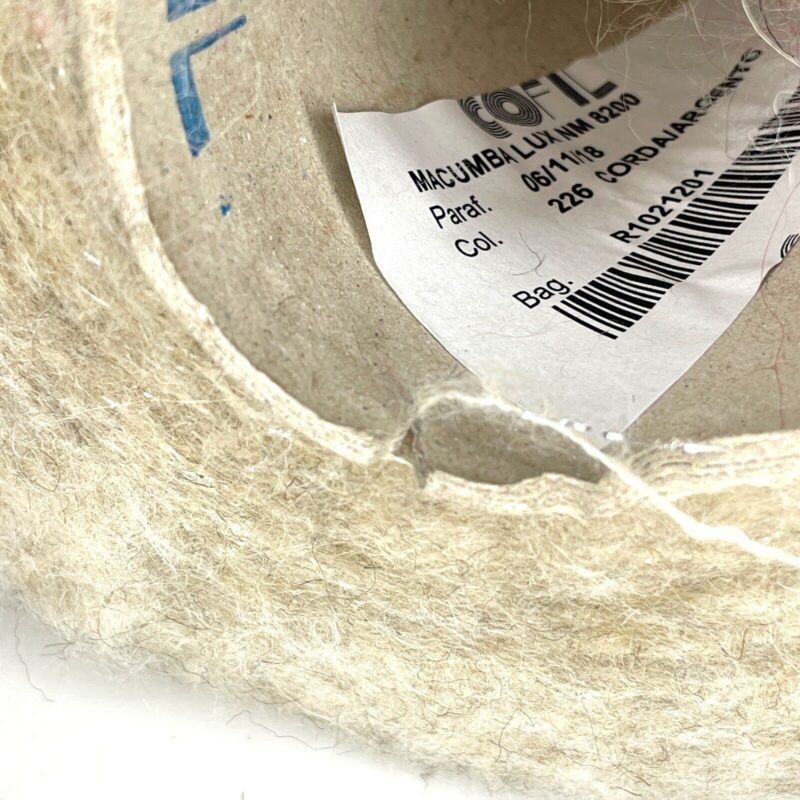 COFIL
MACUMBA LUX NM 8200
Paraf. 06/11/18
Col. 226 CORDA/ARGENTO
R1021201
Bag.